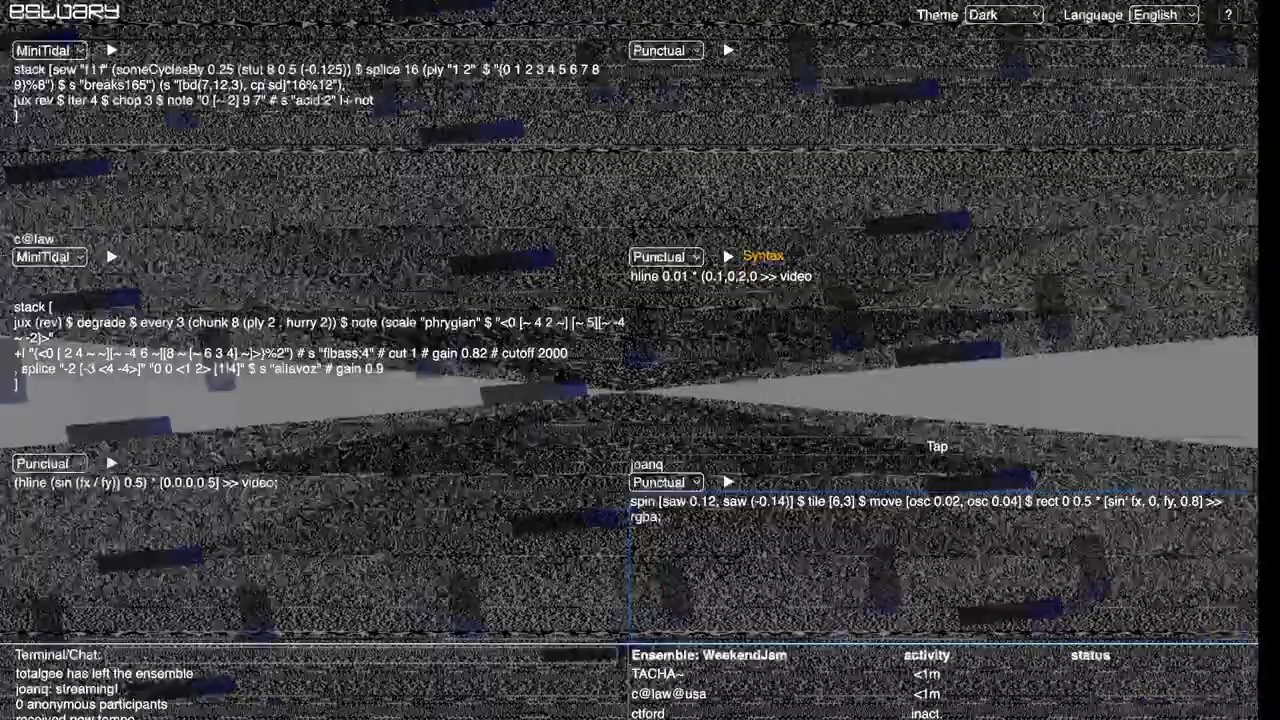 estuary
Theme Dark Language English ?
MiniTidal
stack [sew "t f t f" (someCyclesBy 0.25 (stut 8 0.5 (-0.125)) $ splice 16 (ply "1 2" $ "{0 1 2 3 4 5 6 7 8
9}%8") $ s "breaks165") (s "[bd(7,12,3), cp sd]*16%12"),
jux rev $ iter 4 $ chop 3 $ note "0 [~ 2] 9 7" # s "acid:2" |+ not
]
Punctual
c@law
MiniTidal
stack [
jux (rev) $ degrade $ every 3 (chunk 8 (ply 2 . hurry 2)) $ note (scale "phrygian" $ "<0 [~ 4 2 ~] [~ 5][~ -4
~ -2]>"
+| "{<0 [ 2 4 ~ ~][~ -4 6 ~][8 ~ [~ 6 3 4] ~]>}%2") # s "flbass:4" # cut 1 # gain 0.82 # cutoff 2000
, splice "-2 [-3 <4 -4>]" "0 0 <1 2> [1|4]" $ s "aliavoz" # gain 0.9
]
Punctual Syntax
hline 0.01 * (0.1,0.2,0 >> video
Punctual
(hline (sin (fx / fy)) 0.5) * [0,0,0,0.5] >> video;
Tap
joanq
Punctual
spin [saw 0.12, saw (-0.14)] $ tile [6,3] $ move [osc 0.02, osc 0.04] $ rect 0 0.5 * [sin' fx, 0, fy, 0.8] >>
rgba;
Terminal/Chat:
totalgee has left the ensemble
joanq: streaming!
0 anonymous participants
received new tempo
Ensemble: WeekendJam activity status
TACHA~ <1m
c@law@usa <1m
ctford inact.